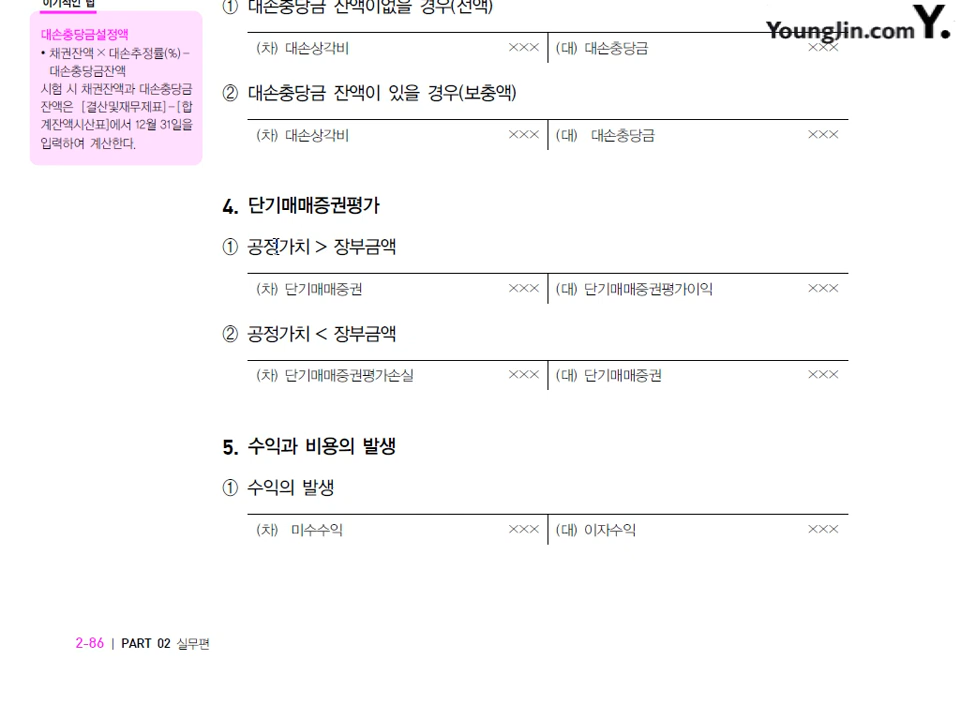 이기적인 팁
대손충당금설정액
• 채권잔액 × 대손추정률(%) –
대손충당금잔액
시험 시 채권잔액과 대손충당금
잔액은 [결산및재무제표]-[합
계잔액시산표]에서 12월 31일을
입력하여 계산한다.
Youngjin.com Y.
① 대손충당금 잔액이없을 경우(전액)
(차) 대손상각비 ××× (대) 대손충당금 ×××
② 대손충당금 잔액이 있을 경우(보충액)
(차) 대손상각비 ××× (대) 대손충당금 ×××
4. 단기매매증권평가
① 공정가치 > 장부금액
(차) 단기매매증권 ××× (대) 단기매매증권평가이익 ×××
② 공정가치 < 장부금액
(차) 단기매매증권평가손실 ××× (대) 단기매매증권 ×××
5. 수익과 비용의 발생
① 수익의 발생
(차) 미수수익 ××× (대) 이자수익 ×××
2-86 | PART 02 실무편